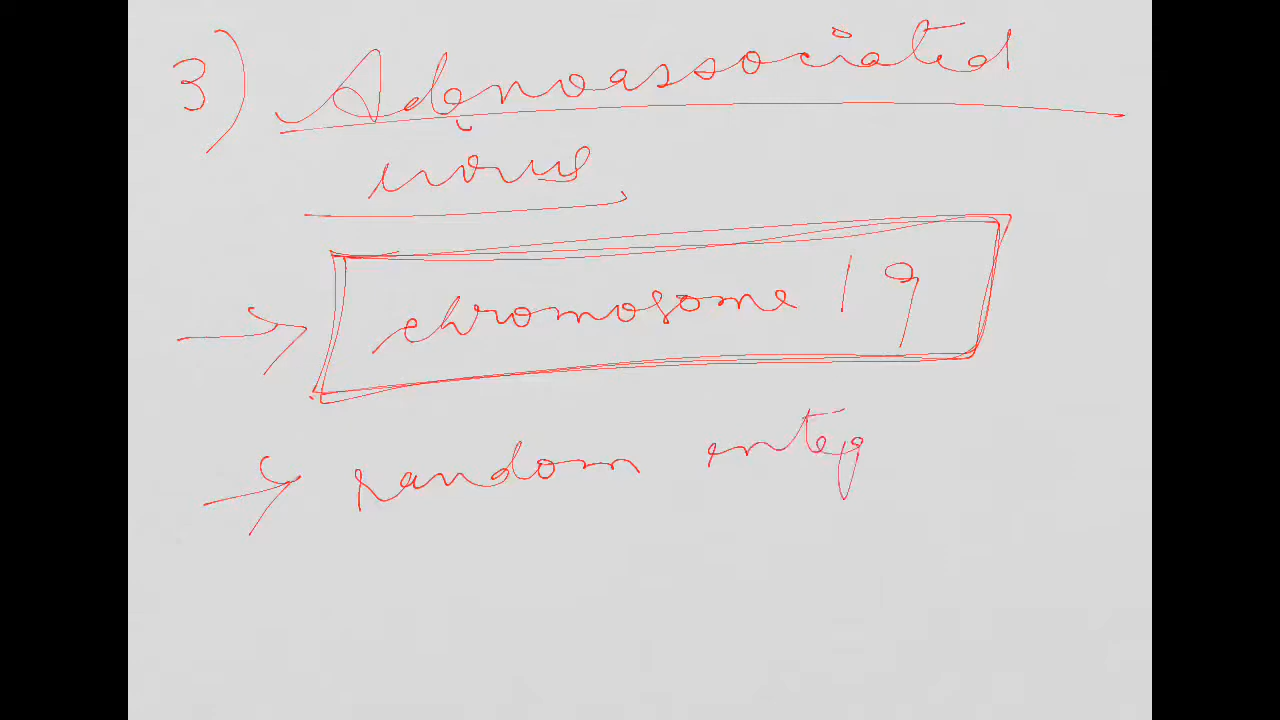 3) Adenoassociated
virus
→ chromosome 19
→ random integ